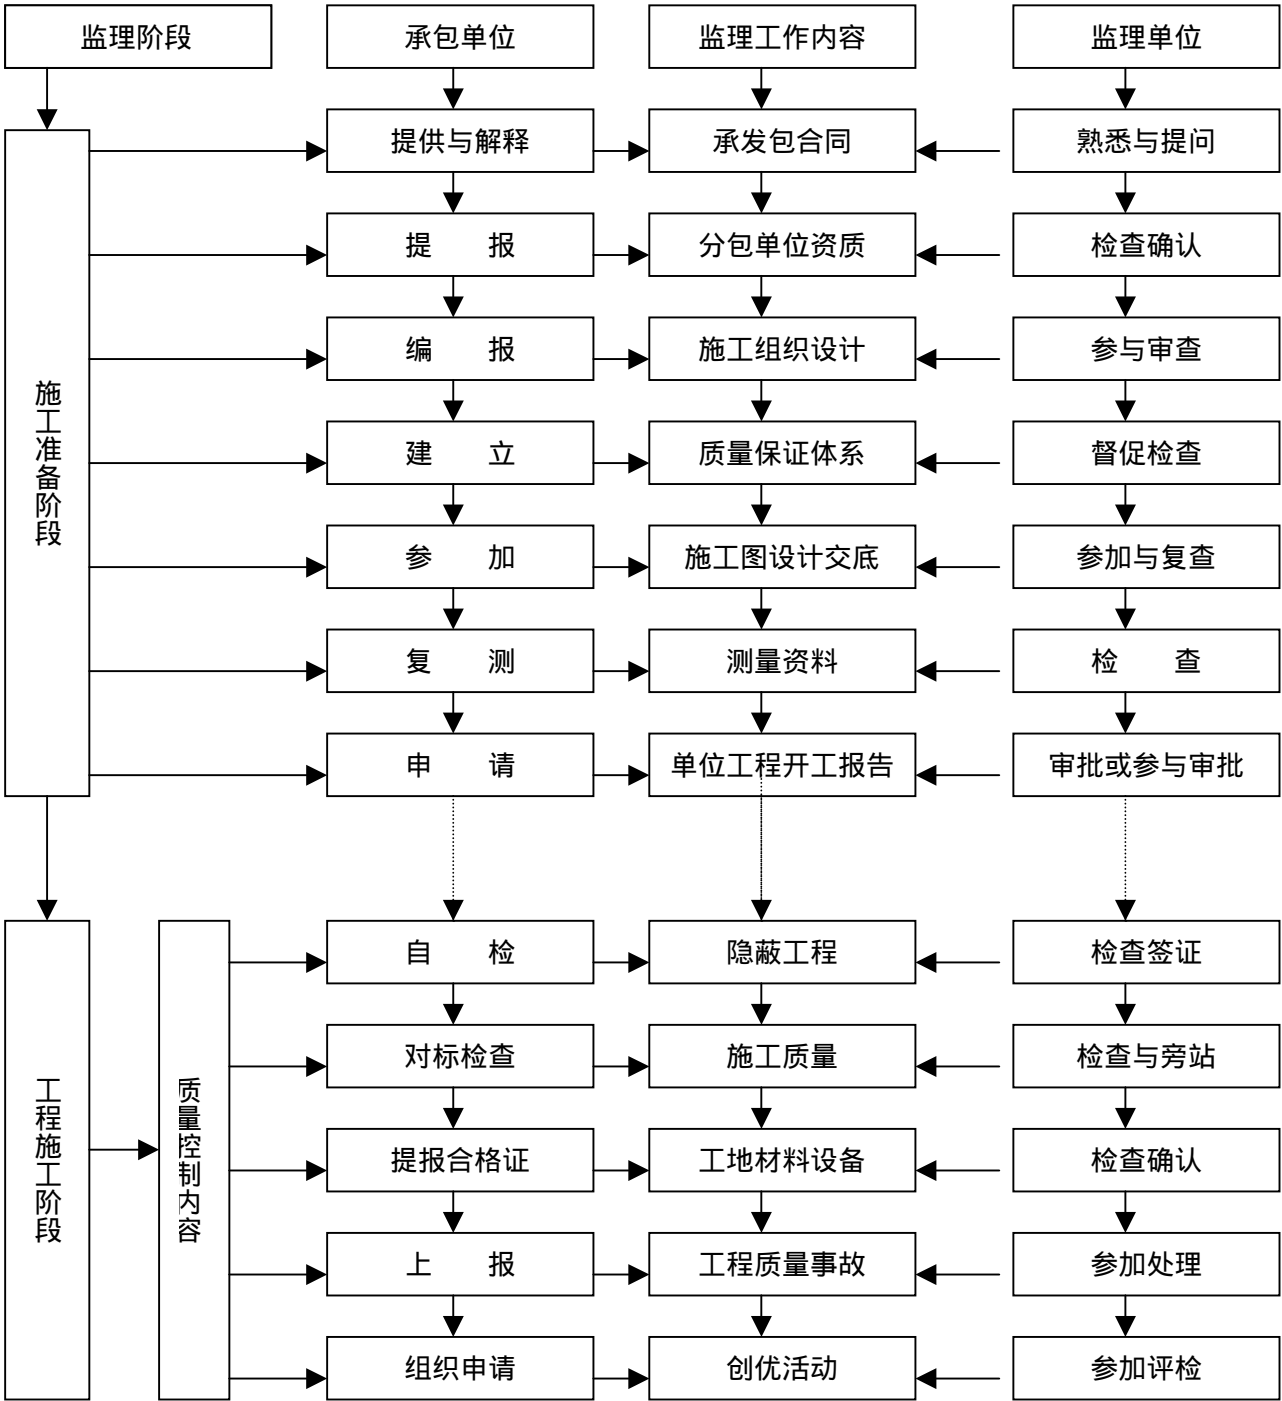 监理阶段 承包单位 监理工作内容 监理单位
提供与解释 承发包合同 熟悉与提问
提 报 分包单位资质 检查确认
编 报 施工组织设计 参与审查
施工准备阶段
建 立 质量保证体系 督促检查
参 加 施工图设计交底 参加与复查
复 测 测量资料 检 查
申 请 单位工程开工报告 审批或参与审批
自 检 隐蔽工程 检查签证
对标检查 施工质量 检查与旁站
工程施工阶段
质量控制内容
提报合格证 工地材料设备 检查确认
上 报 工程质量事故 参加处理
组织申请 创优活动 参加评检